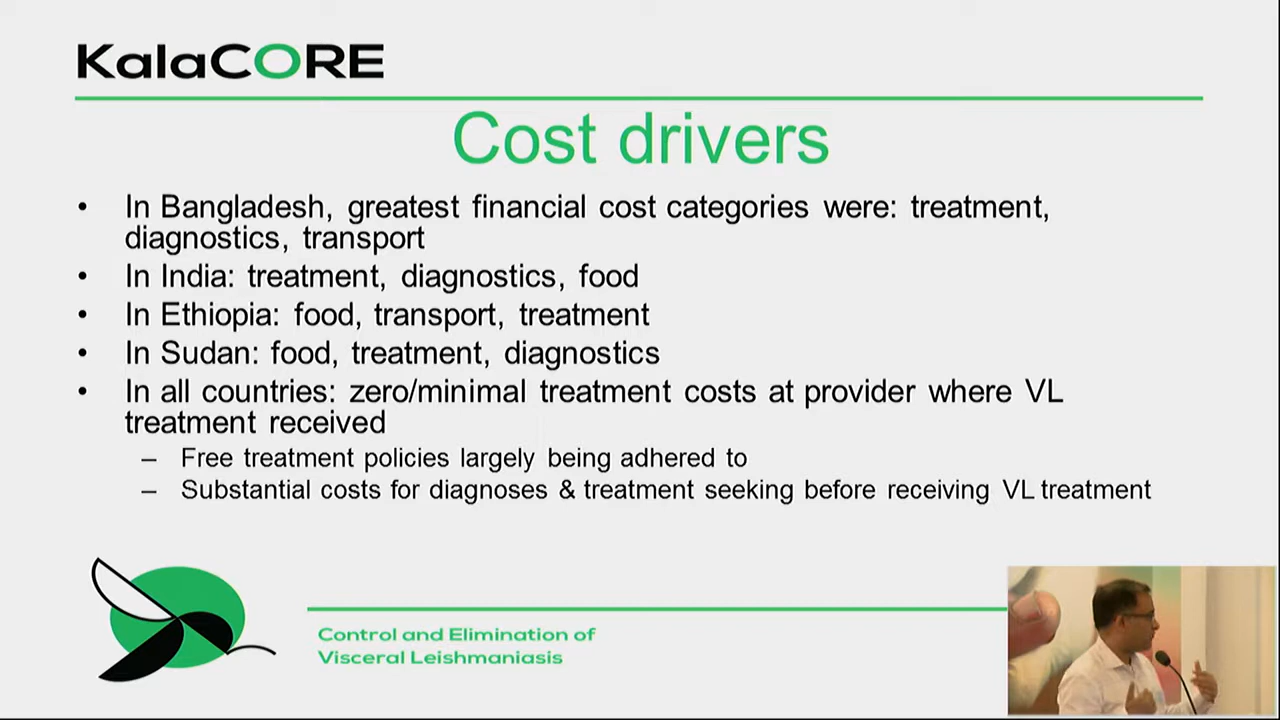 KalaCORE
Cost drivers
• In Bangladesh, greatest financial cost categories were: treatment,
diagnostics, transport
• In India: treatment, diagnostics, food
• In Ethiopia: food, transport, treatment
• In Sudan: food, treatment, diagnostics
• In all countries: zero/minimal treatment costs at provider where VL
treatment received
– Free treatment policies largely being adhered to
– Substantial costs for diagnoses & treatment seeking before receiving VL treatment
Control and Elimination of
Visceral Leishmaniasis